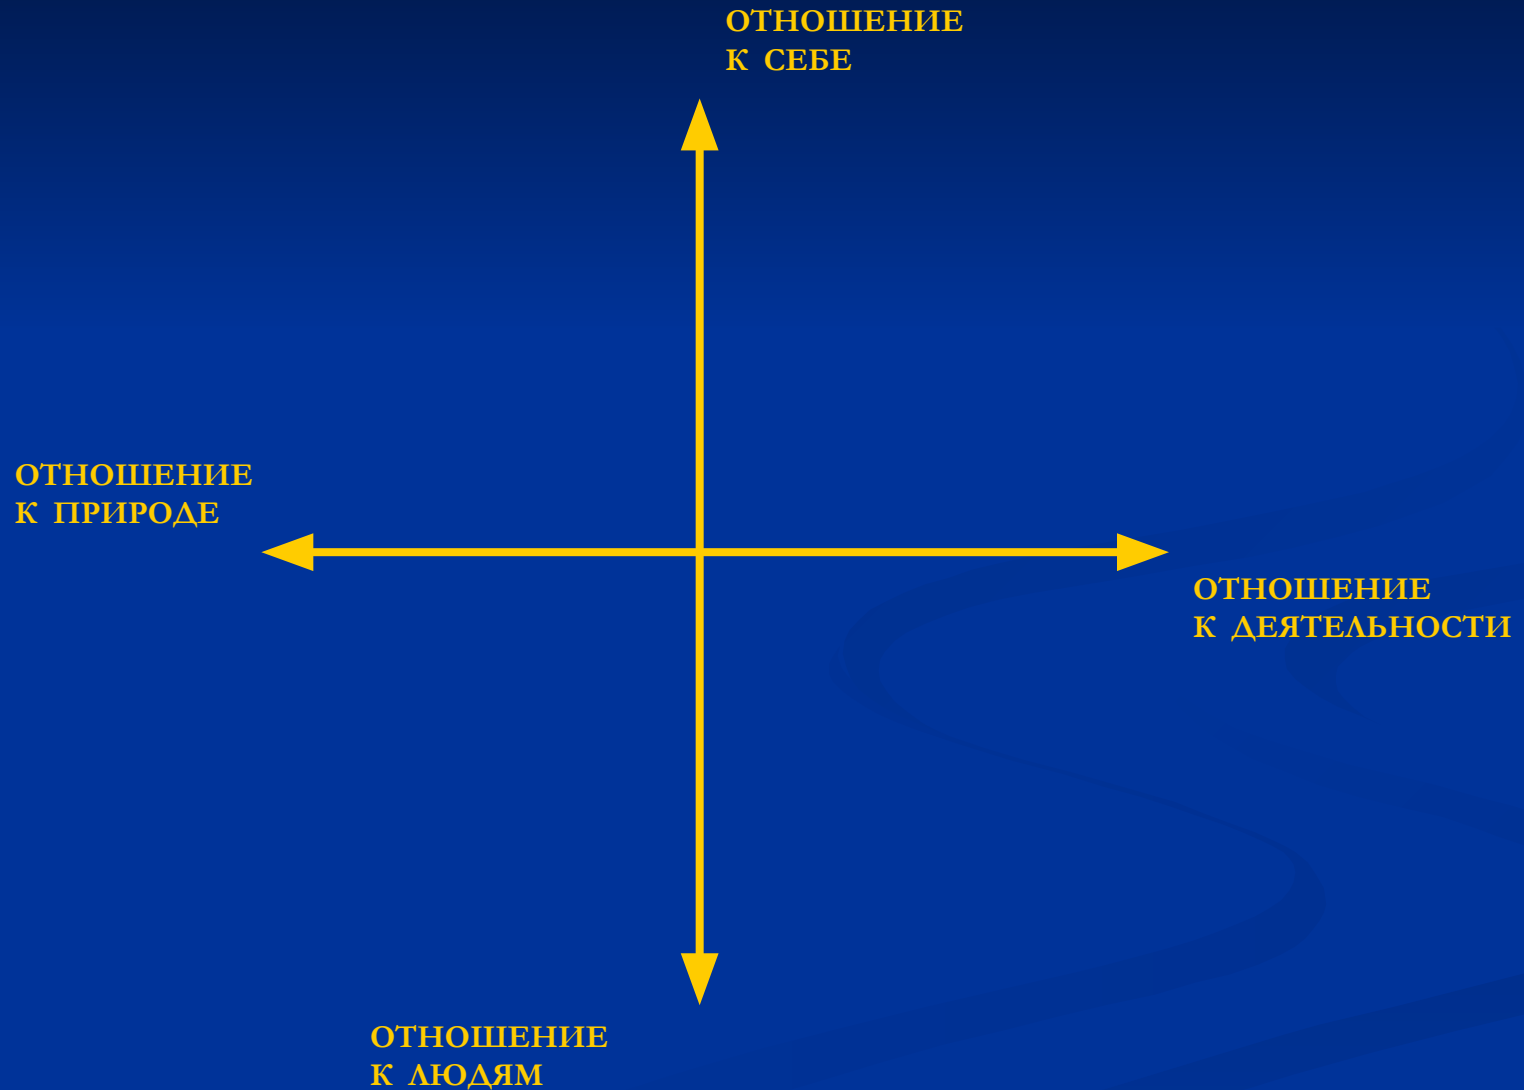 ОТНОШЕНИЕ
К СЕБЕ
ОТНОШЕНИЕ
К ПРИРОДЕ
ОТНОШЕНИЕ
К ДЕЯТЕЛЬНОСТИ
ОТНОШЕНИЕ
К ЛЮДЯМ